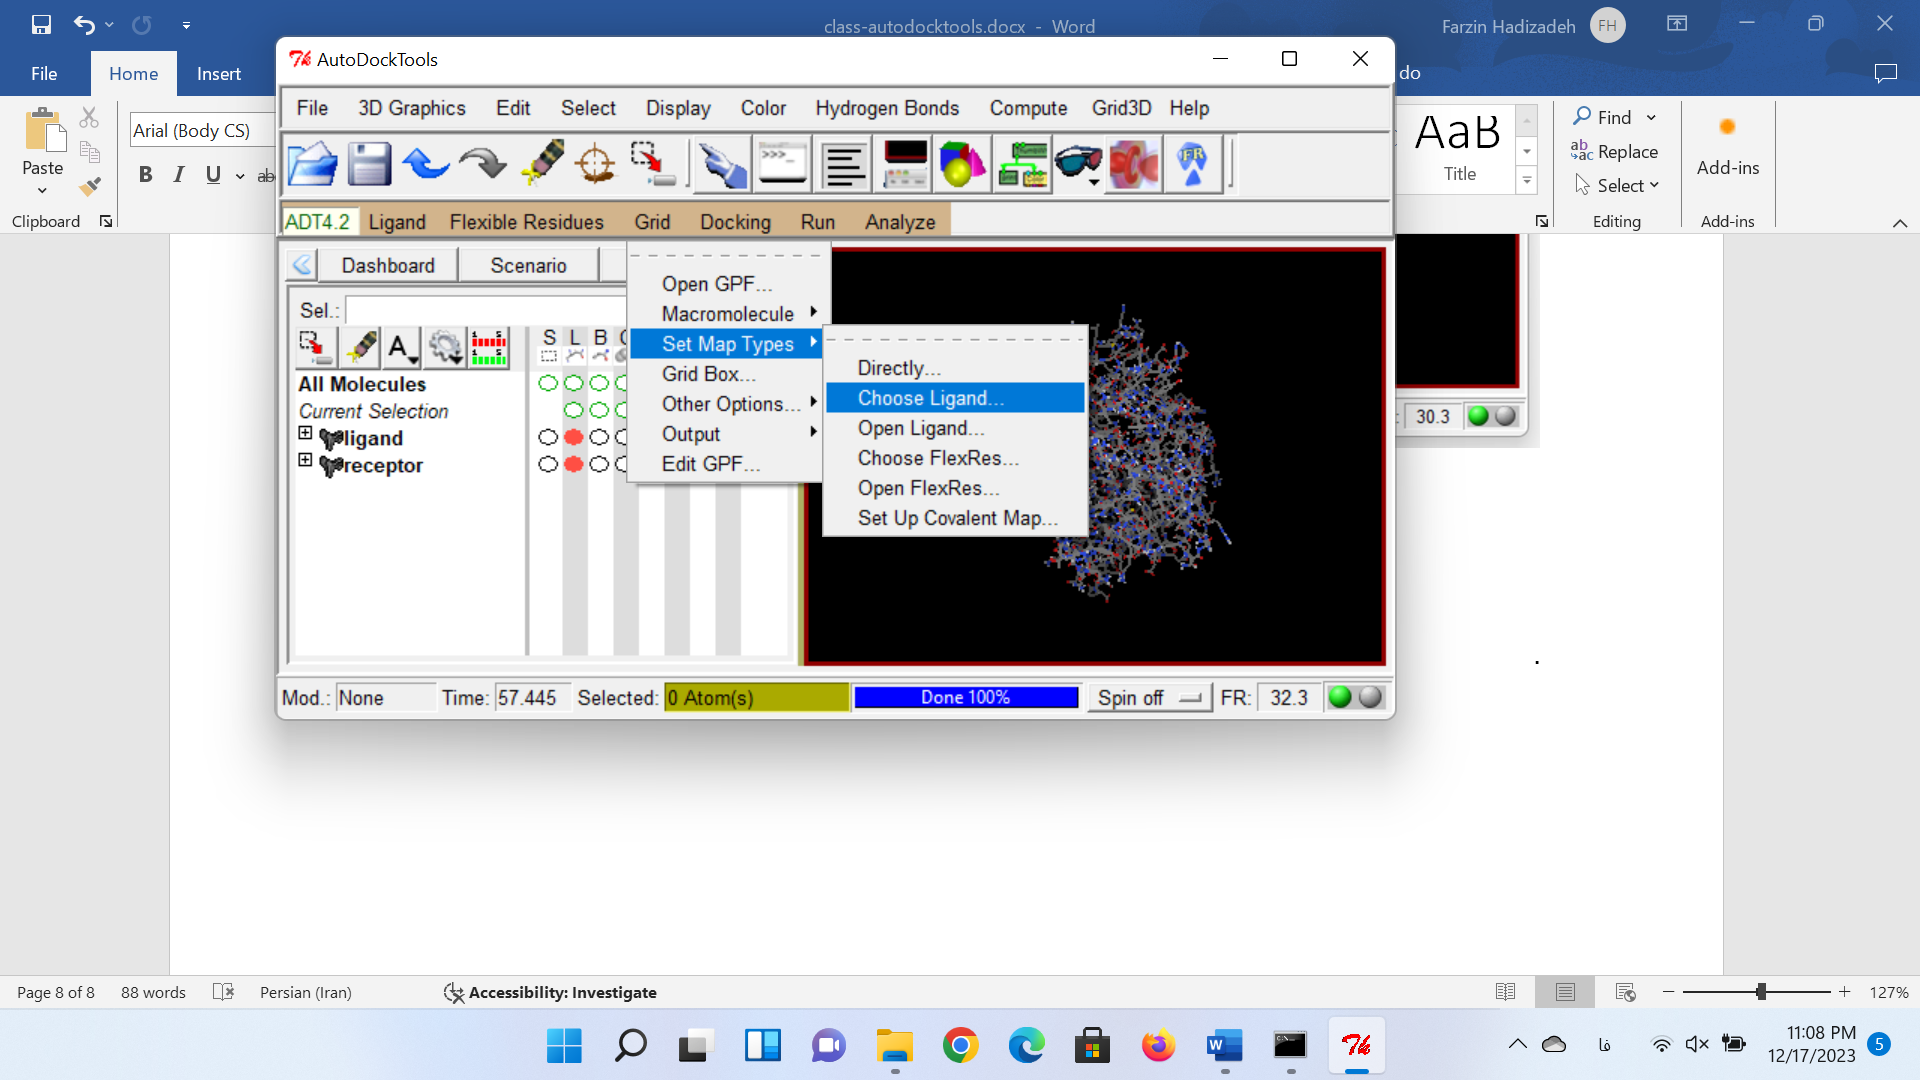 class-autodocktools.docx - Word
Farzin Hadizadeh
FH
File
Home
Insert
do
AutoDockTools
File 3D Graphics Edit Select Display Color Hydrogen Bonds Compute Grid3D Help
Paste
Clipboard
Arial (Body CS)
B I U ab
AaB
Title
Find
Replace
Select
Editing
Add-ins
Add-ins
>>>
FR
ADT4.2 Ligand Flexible Residues Grid Docking Run Analyze
Dashboard Scenario
Sel.:
A
S L B
All Molecules
Current Selection
ligand
receptor
Open GPF...
Macromolecule
Set Map Types
Grid Box...
Other Options...
Output
Edit GPF...
Directly...
Choose Ligand...
Open Ligand...
Choose FlexRes...
Open FlexRes...
Set Up Covalent Map...
: 30.3
Mod.: None Time: 57.445 Selected: 0 Atom(s) Done 100% Spin off FR: 32.3
Page 8 of 8 88 words Persian (Iran) Accessibility: Investigate 127%
فا
11:08 PM
12/17/2023
5